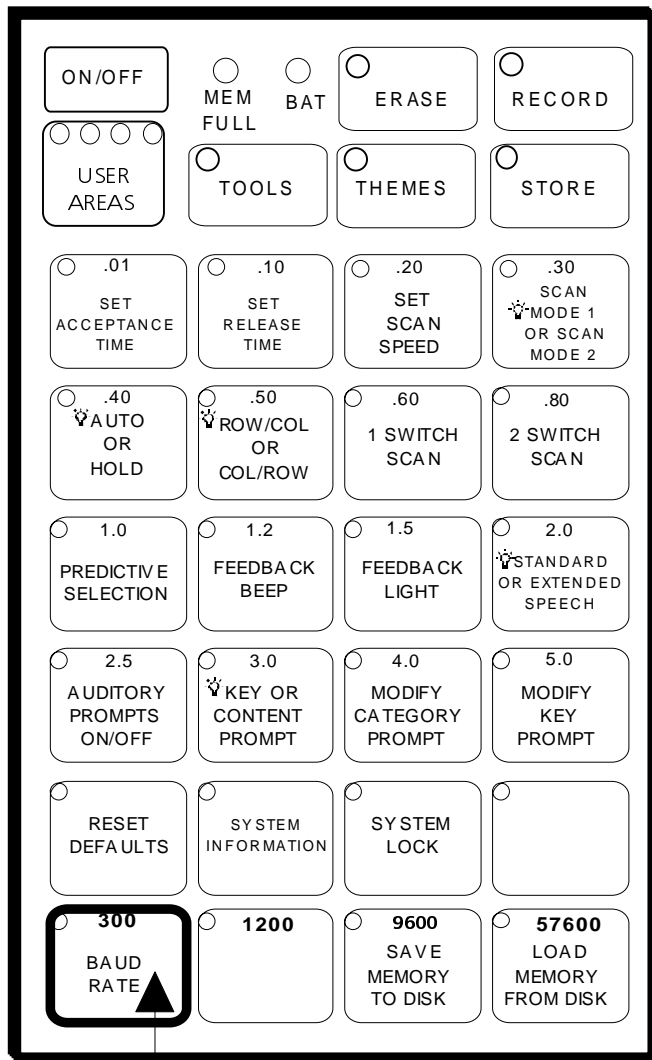 ON/OFF
MEM
FULL
BAT
ERASE
RECORD
USER
AREAS
TOOLS
THEMES
STORE
.01
SET
ACCEPTANCE
TIME
.10
SET
RELEASE
TIME
.20
SET
SCAN
SPEED
.30
SCAN
MODE 1
OR SCAN
MODE 2
.40
AUTO
OR
HOLD
.50
ROW/COL
OR
COL/ROW
.60
1 SWITCH
SCAN
.80
2 SWITCH
SCAN
1.0
PREDICTIVE
SELECTION
1.2
FEEDBACK
BEEP
1.5
FEEDBACK
LIGHT
2.0
STANDARD
OR EXTENDED
SPEECH
2.5
AUDITORY
PROMPTS
ON/OFF
3.0
KEY OR
CONTENT
PROMPT
4.0
MODIFY
CATEGORY
PROMPT
5.0
MODIFY
KEY
PROMPT
RESET
DEFAULTS
SYSTEM
INFORMATION
SYSTEM
LOCK
300
BAUD
RATE
1200
9600
SAVE
MEMORY
TO DISK
57600
LOAD
MEMORY
FROM DISK